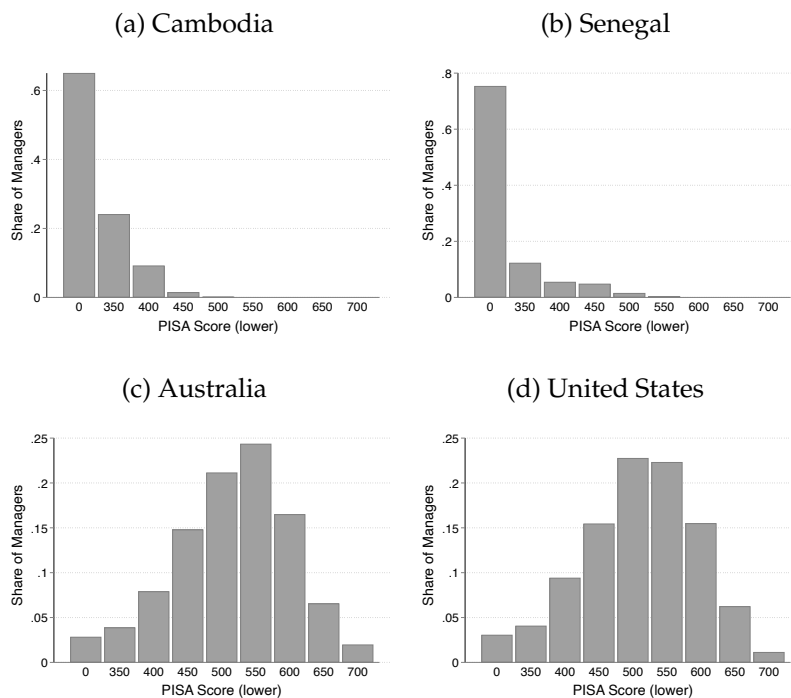 (a) Cambodia
.6
.4
.2
0
Share of Managers
0 350 400 450 500 550 600 650 700
PISA Score (lower)
(b) Senegal
.8
.6
.4
.2
0
Share of Managers
0 350 400 450 500 550 600 650 700
PISA Score (lower)
(c) Australia
.25
.2
.15
.1
.05
0
Share of Managers
0 350 400 450 500 550 600 650 700
PISA Score (lower)
(d) United States
.25
.2
.15
.1
.05
0
Share of Managers
0 350 400 450 500 550 600 650 700
PISA Score (lower)